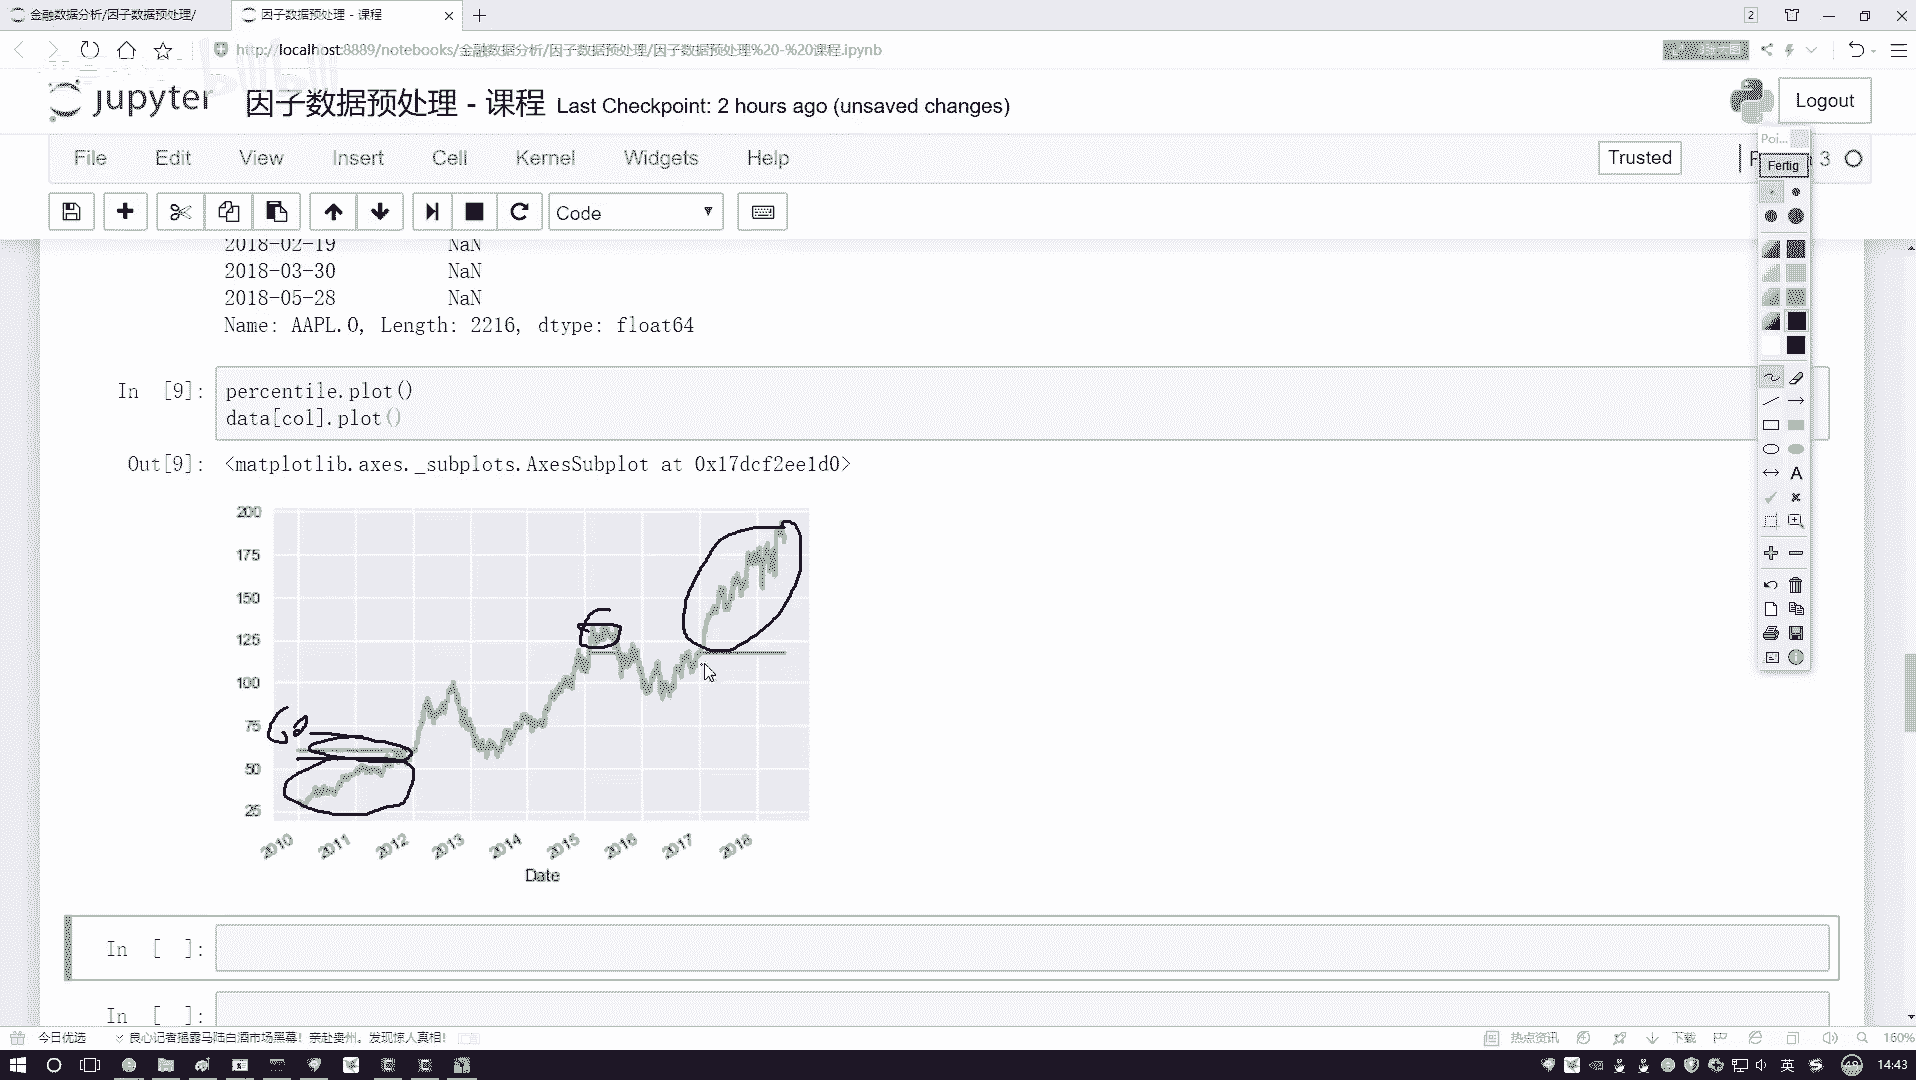 金融数据分析/因子数据预处理/
因子数据预处理 - 课程
2
http://localhost:8889/notebooks/金融数据分析/因子数据预处理/因子数据预处理%20-%20课程.ipynb
jupyter
因子数据预处理 - 课程 Last Checkpoint: 2 hours ago (unsaved changes)
Logout
File Edit View Insert Cell Kernel Widgets Help
Trusted
3
Poi...
Fertig
Code
2018-02-19 NaN
2018-03-30 NaN
2018-05-28 NaN
Name: AAPL.O, Length: 2216, dtype: float64
In [9]:
percentile.plot()
data[col].plot()
Out[9]: <matplotlib.axes._subplots.AxesSubplot at 0x17dcf2ee1d0>
200
175
150
125
100
75
50
25
60
2010 2011 2012 2013 2014 2015 2016 2017 2018
Date
A
In [ ]:
In [ ]:
今日优选
良心记者揭露马陆白酒市场黑幕！亲赴贵州。发现惊人真相！
热点资讯
下载
160%
英
14:43